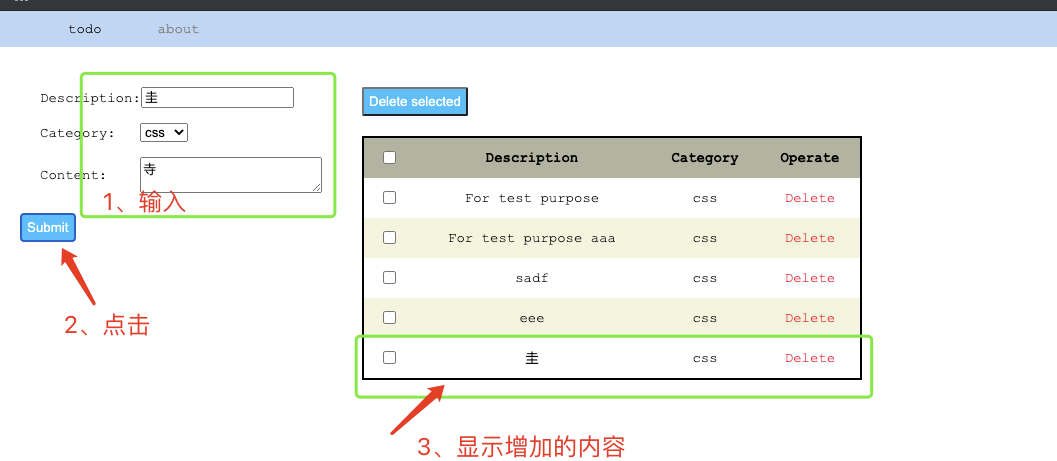 todo about
Description: 圭
Category: css
Content: 寺
1、输入
Submit
2、点击
Delete selected
Description Category Operate
For test purpose css Delete
For test purpose aaa css Delete
sadf css Delete
eee css Delete
圭 css Delete
3、显示增加的内容